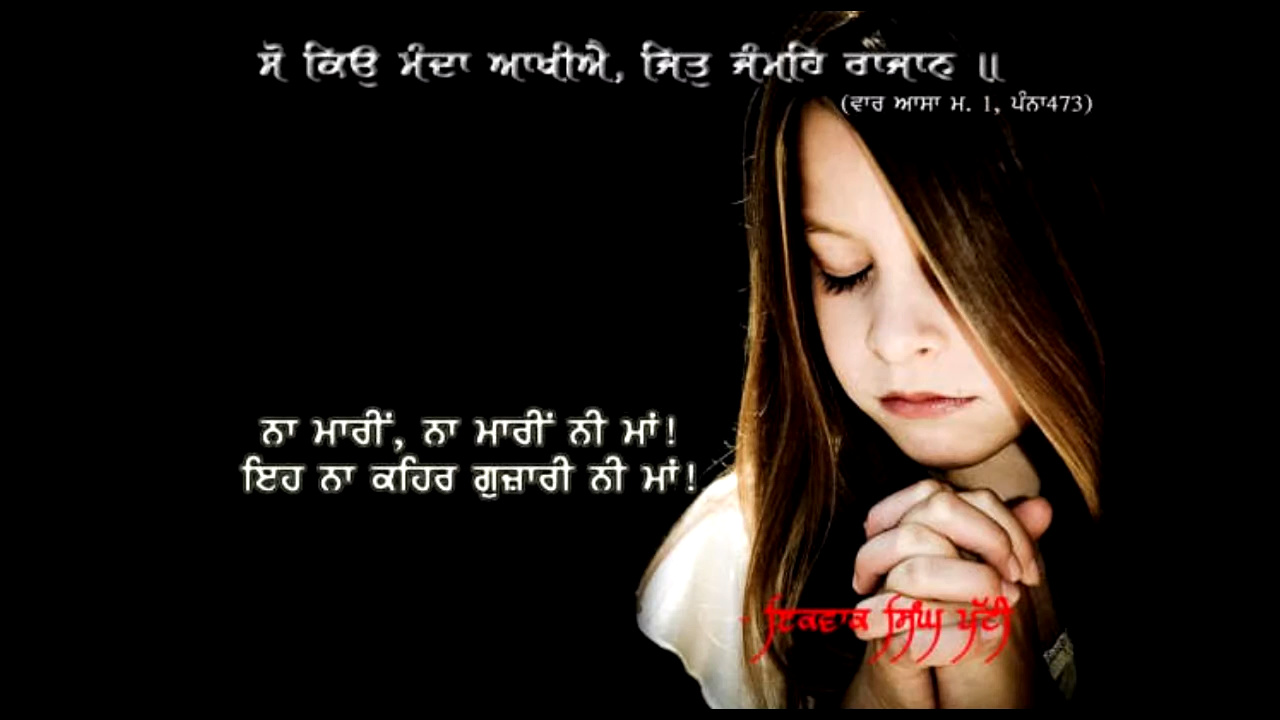 ਸੋ ਕਿਉ ਮੰਦਾ ਆਖੀਐ, ਜਿਤੁ ਜੰਮਹਿ ਰਾਜਾਨ ॥
(ਵਾਰ ਆਸਾ ਮ. 1, ਪੰਨਾ473)
ਨਾ ਮਾਰੀਂ, ਨਾ ਮਾਰੀਂ ਨੀ ਮਾਂ!
ਇਹ ਨਾ ਕਹਿਰ ਗੁਜ਼ਾਰੀ ਨੀ ਮਾਂ!
ਇਕਵਾਕ ਸਿੰਘ ਪੱਟੀ